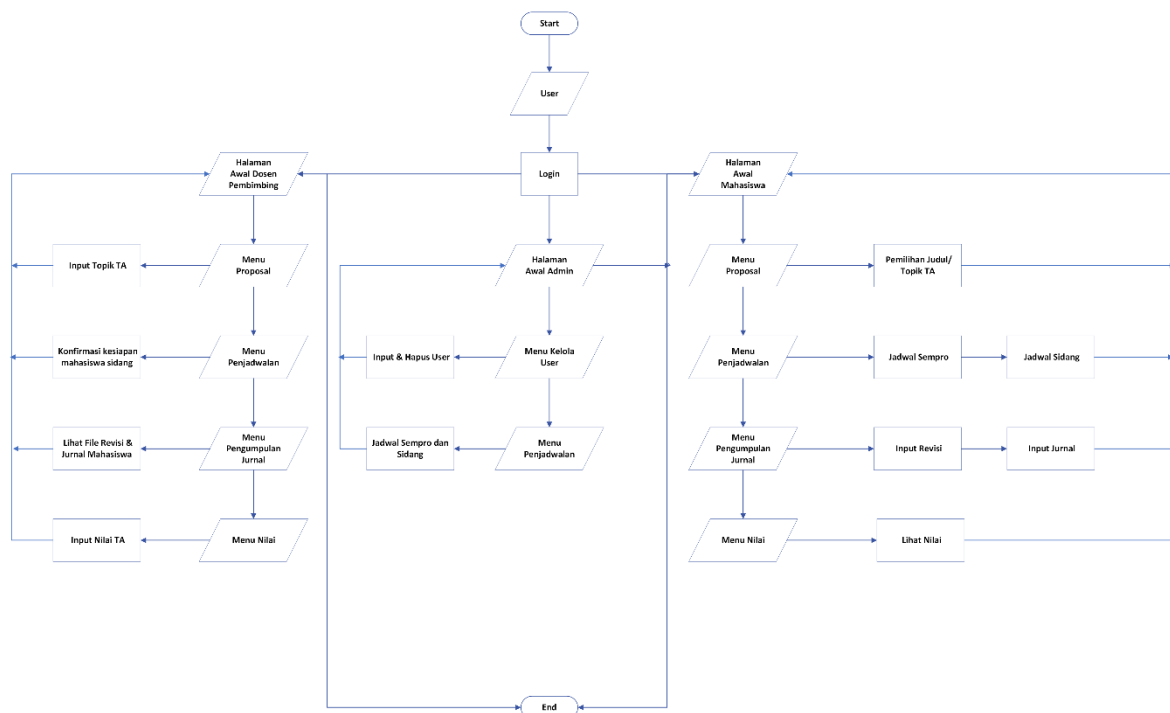 Start
User
Halaman
Awal Dosen
Pembimbing
Login
Halaman
Awal
Mahasiswa
Input Topik TA
Menu
Proposal
Halaman
Awal Admin
Menu
Proposal
Pemilihan Judul/
Topik TA
Konfirmasi kesiapan
mahasiswa sidang
Menu
Penjadwalan
Input & Hapus User
Menu Kelola
User
Menu
Penjadwalan
Jadwal Sempro
Jadwal Sidang
Lihat File Revisi &
Jurnal Mahasiswa
Menu
Pengumpulan
Jurnal
Jadwal Sempro dan
Sidang
Menu
Penjadwalan
Menu
Pengumpulan
Jurnal
Input Revisi
Input Jurnal
Input Nilai TA
Menu Nilai
Menu Nilai
Lihat Nilai
End